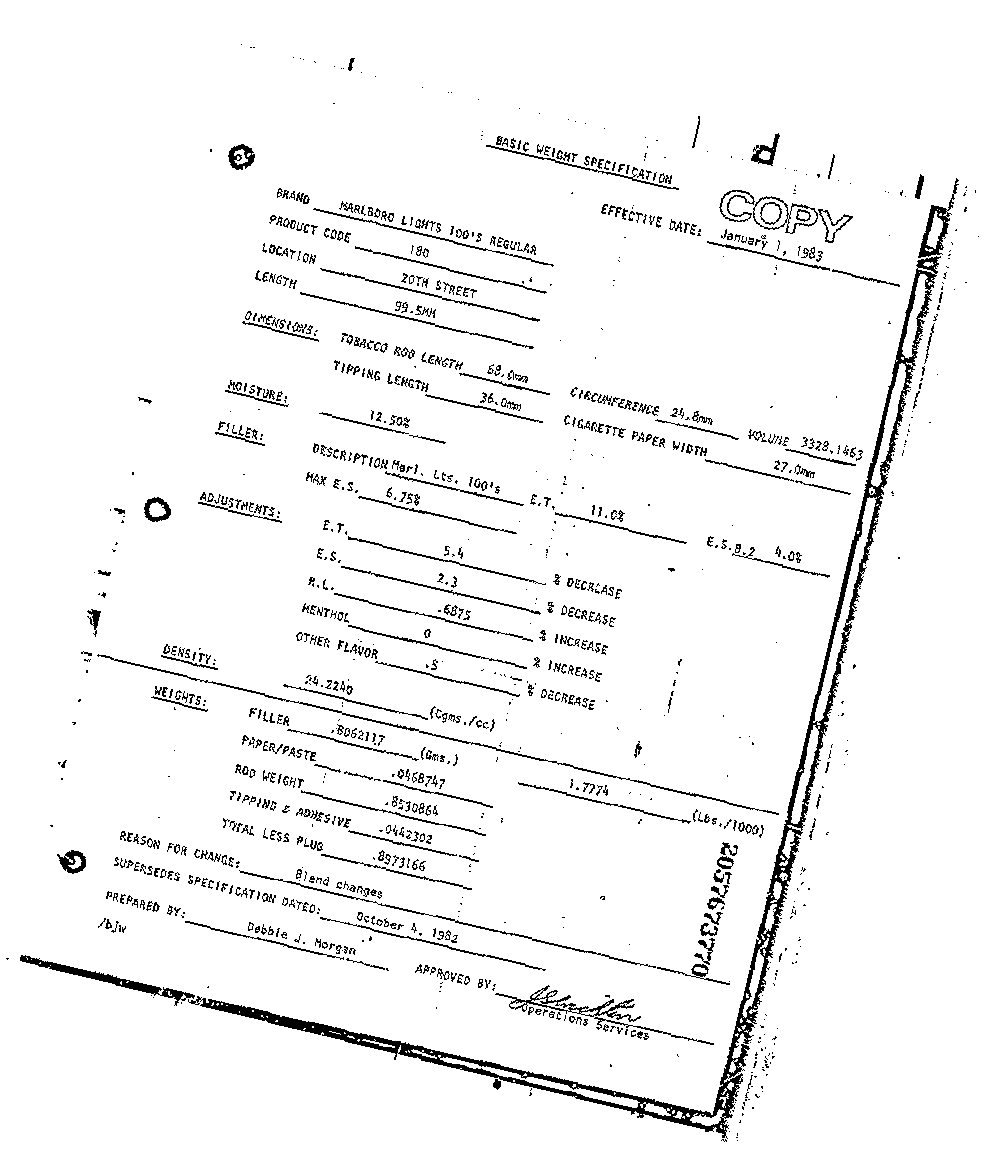 BASIC WEIGHT SPECIFICATION
COPY
EFFECTIVE DATE: January 1, 1983
BRAND MARLBORO LIGHTS 100'S REGULAR
PRODUCT CODE 180
LOCATION 20TH STREET
LENGTH 99.5MM
DIMENSIONS: TOBACCO ROD LENGTH 68.0mm CIRCUMFERENCE 24.8mm VOLUME 3328.1463
TIPPING LENGTH 36.0mm CIGARETTE PAPER WIDTH 27.0mm
MOISTURE: 12.50%
FILLER: DESCRIPTION Marl. Lts. 100's E.T. 11.0% E.S.B.2 4.0%
MAX E.S. 6.75%
ADJUSTMENTS: E.T. 5.4 % DECREASE
E.S. 2.3 % DECREASE
R.L. .6875 % INCREASE
MENTHOL 0 % INCREASE
OTHER FLAVOR .5 % DECREASE
DENSITY: 24.2240 (Cgms./cc)
WEIGHTS: FILLER .8062117 (Gms.) 1.7774 (Lbs./1000)
PAPER/PASTE .0468747
ROD WEIGHT .8530864
TIPPING & ADHESIVE .0442302
TOTAL LESS PLUG .8973166
REASON FOR CHANGE: Blend changes
SUPERSEDES SPECIFICATION DATED: October 4, 1982
PREPARED BY: Debbie J. Morgan APPROVED BY:
Operations Services
/bjw
2057673770